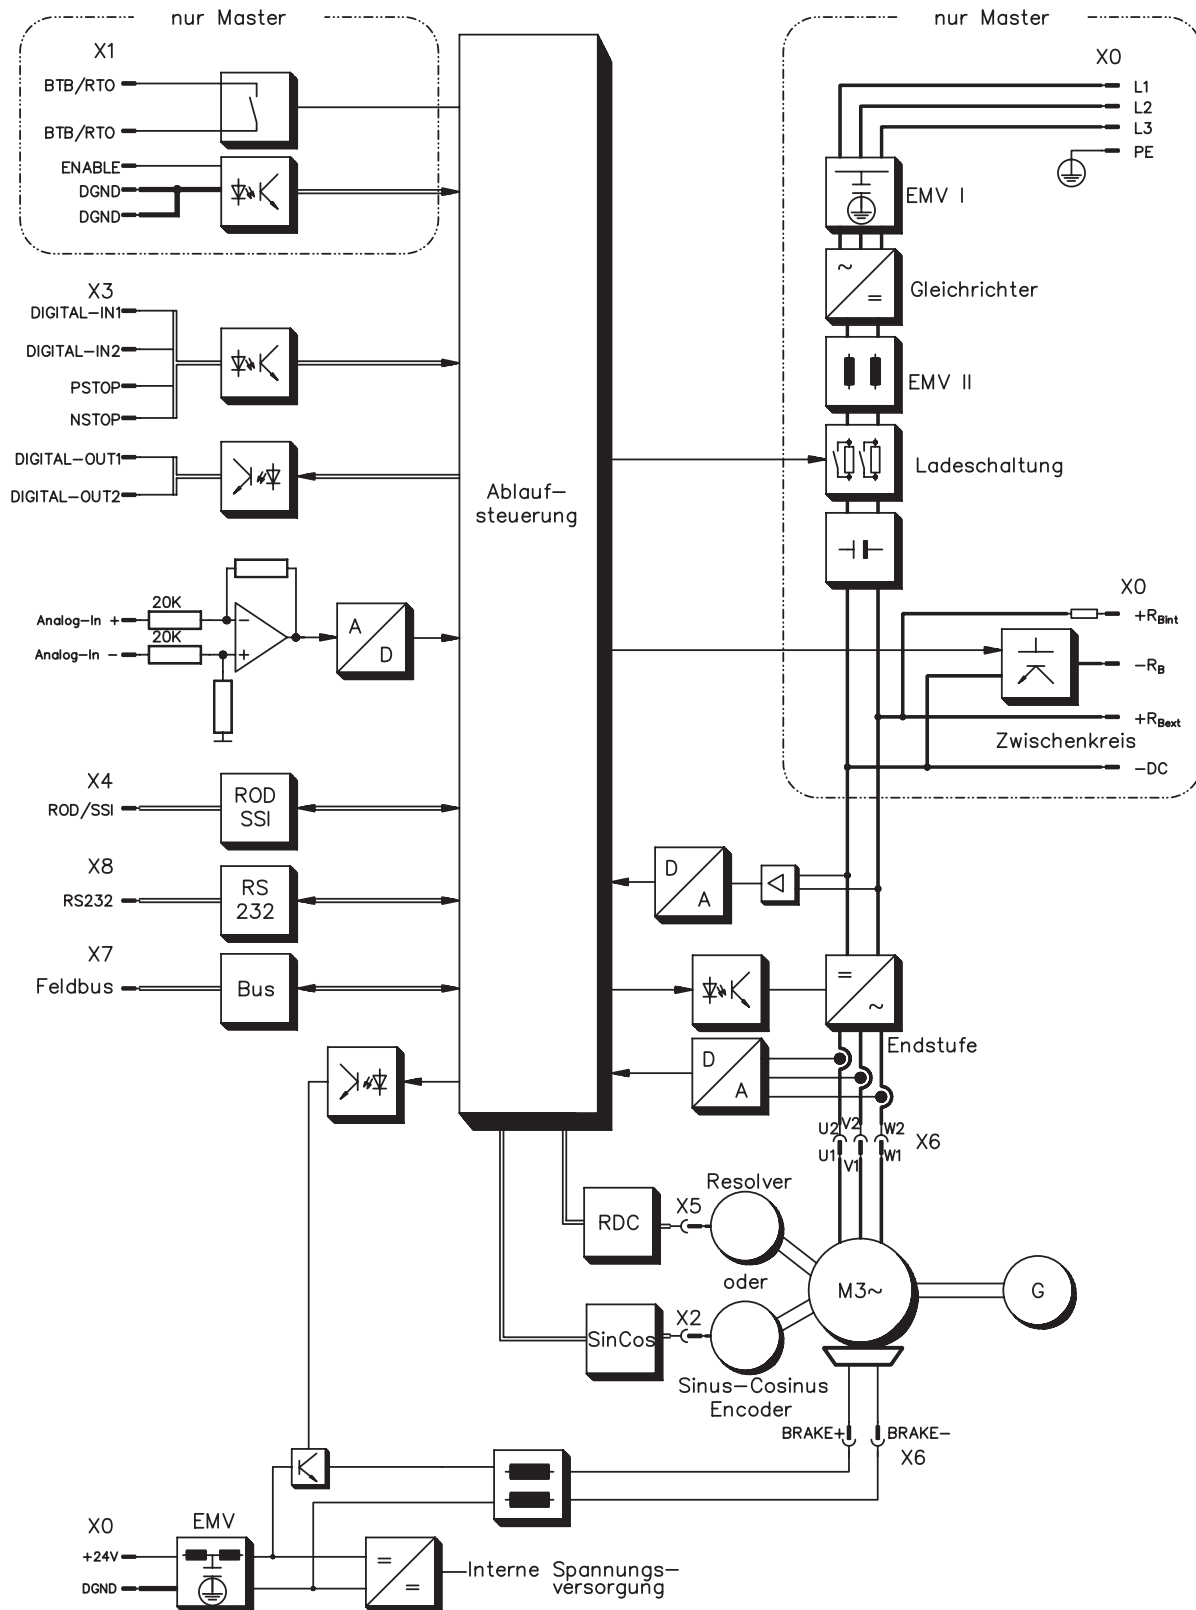 nur Master
nur Master
X1
BTB/RTO
BTB/RTO
ENABLE
DGND
DGND
X0
L1
L2
L3
PE
EMV I
Gleichrichter
EMV II
Ladeschaltung
X3
DIGITAL-IN1
DIGITAL-IN2
PSTOP
NSTOP
DIGITAL-OUT1
DIGITAL-OUT2
Ablauf-
steuerung
20K
Analog-In +
20K
Analog-In -
−
+
A
D
X0
+RBint
-RB
+RBext
Zwischenkreis
-DC
X4
ROD/SSI
ROD
SSI
X8
RS232
RS
232
X7
Feldbus
Bus
D
A
Endstufe
D
A
U2 V2 W2
X6
U1 V1 W1
Resolver
RDC
X5
oder
M3~
G
SinCos
X2
Sinus-Cosinus
Encoder
BRAKE+
BRAKE-
X6
X0
EMV
+24V
DGND
Interne Spannungs-
versorgung